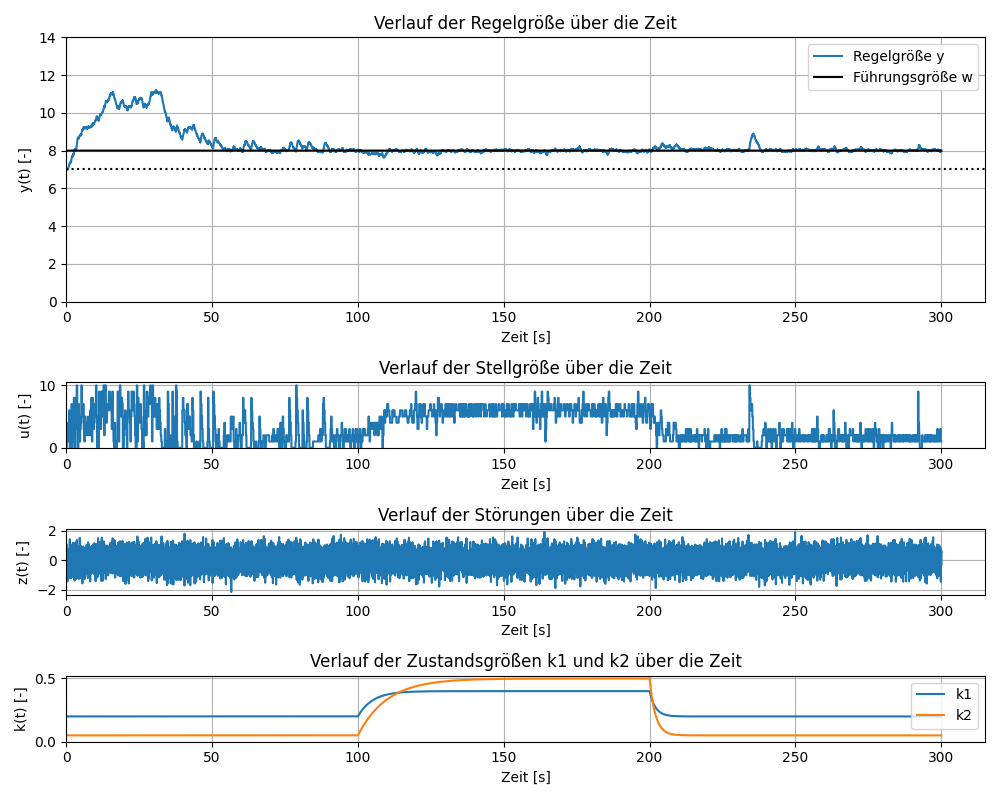 Verlauf der Regelgröße über die Zeit
14
12
10
8
6
4
2
0
y(t) [-]
Regelgröße y
Führungsgröße w
0 50 100 150 200 250 300
Zeit [s]
Verlauf der Stellgröße über die Zeit
10
0
u(t) [-]
0 50 100 150 200 250 300
Zeit [s]
Verlauf der Störungen über die Zeit
2
0
−2
z(t) [-]
0 50 100 150 200 250 300
Zeit [s]
Verlauf der Zustandsgrößen k1 und k2 über die Zeit
0.5
0.0
k(t) [-]
k1
k2
0 50 100 150 200 250 300
Zeit [s]